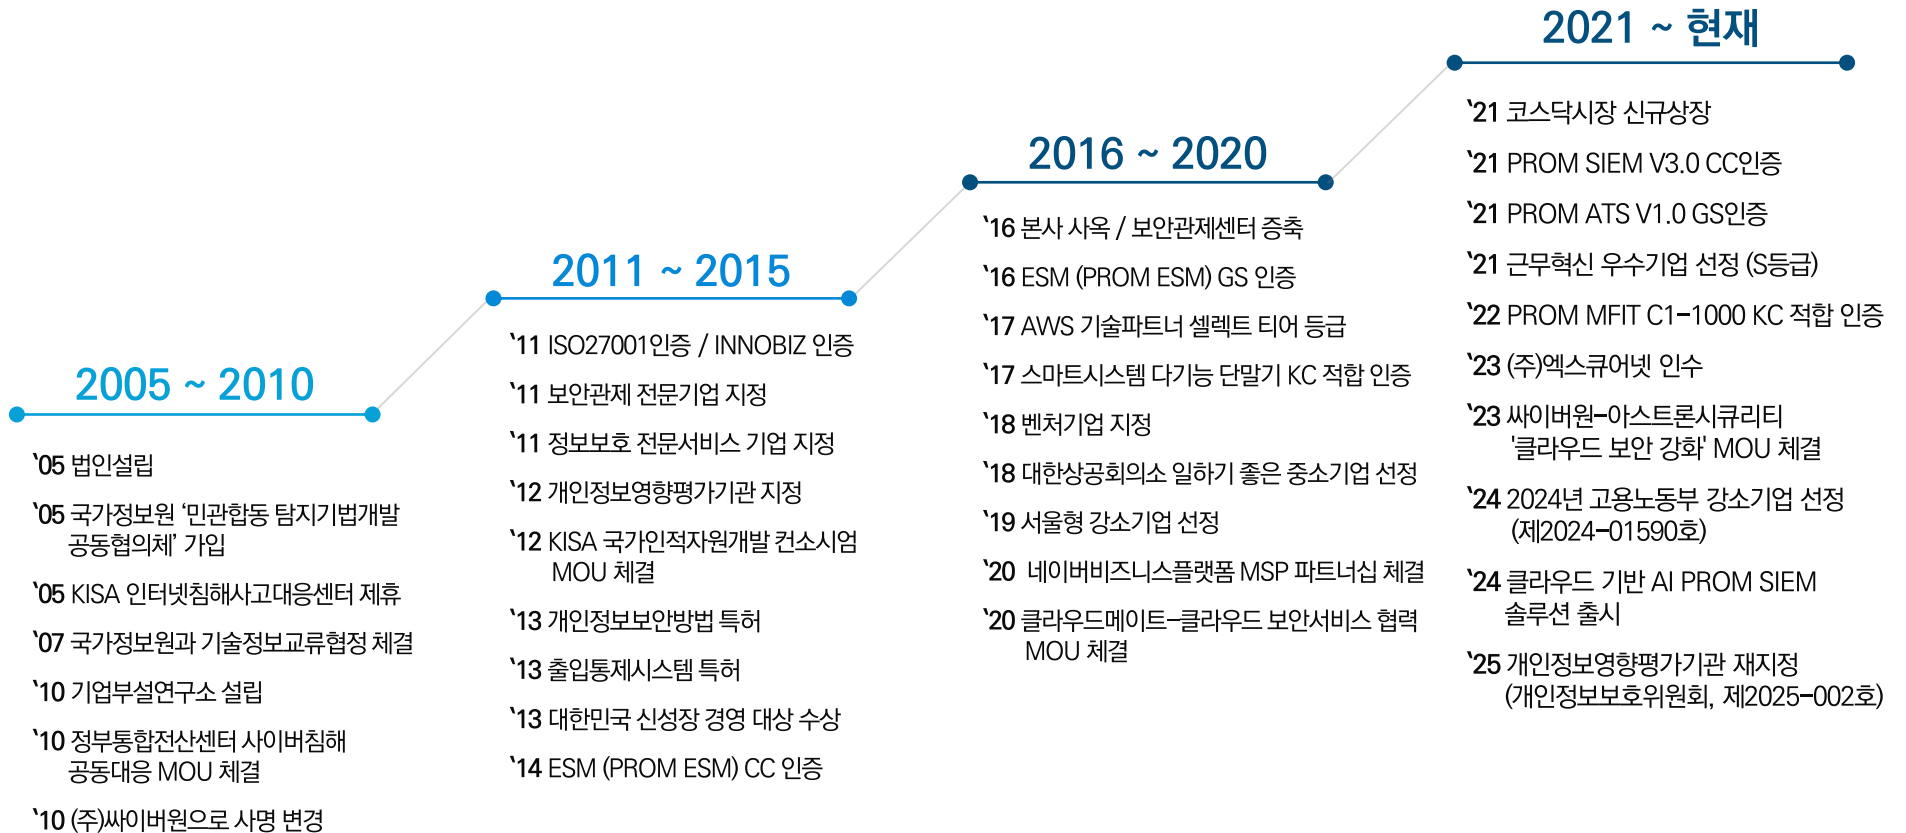 2005 ~ 2010
‵05 법인설립
‵05 국가정보원 ‘민관합동 탐지기법개발
공동협의체’ 가입
‵05 KISA 인터넷침해사고대응센터 제휴
‵07 국가정보원과 기술정보교류협정 체결
‵10 기업부설연구소 설립
‵10 정부통합전산센터 사이버침해
공동대응 MOU 체결
‵10 (주)싸이버원으로 사명 변경
2011 ~ 2015
‵11 ISO27001인증 / INNOBIZ 인증
‵11 보안관제 전문기업 지정
‵11 정보보호 전문서비스 기업 지정
‵12 개인정보영향평가기관 지정
‵12 KISA 국가인적자원개발 컨소시엄
MOU 체결
‵13 개인정보보안방법 특허
‵13 출입통제시스템 특허
‵13 대한민국 신성장 경영 대상 수상
‵14 ESM (PROM ESM) CC 인증
2016 ~ 2020
‵16 본사 사옥 / 보안관제센터 증축
‵16 ESM (PROM ESM) GS 인증
‵17 AWS 기술파트너 셀렉트 티어 등급
‵17 스마트시스템 다기능 단말기 KC 적합 인증
‵18 벤처기업 지정
‵18 대한상공회의소 일하기 좋은 중소기업 선정
‵19 서울형 강소기업 선정
‵20 네이버비즈니스플랫폼 MSP 파트너십 체결
‵20 클라우드메이트-클라우드 보안서비스 협력
MOU 체결
2021 ~ 현재
‵21 코스닥시장 신규상장
‵21 PROM SIEM V3.0 CC인증
‵21 PROM ATS V1.0 GS인증
‵21 근무혁신 우수기업 선정 (S등급)
‵22 PROM MFIT C1-1000 KC 적합 인증
‵23 (주)엑스큐어넷 인수
‵23 싸이버원-아스트론시큐리티
'클라우드 보안 강화' MOU 체결
‵24 2024년 고용노동부 강소기업 선정
(제2024-01590호)
‵24 클라우드 기반 AI PROM SIEM
솔루션 출시
‵25 개인정보영향평가기관 재지정
(개인정보보호위원회, 제2025-002호)